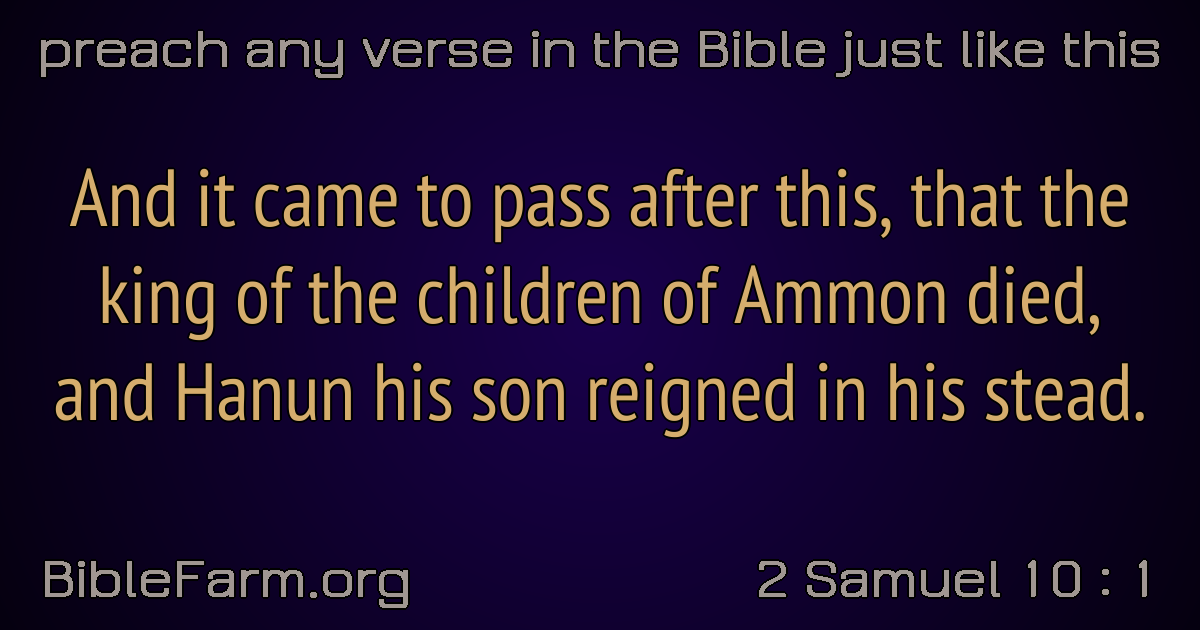 preach any verse in the Bible just like this
And it came to pass after this, that the
king of the children of Ammon died,
and Hanun his son reigned in his stead.
BibleFarm.org
2 Samuel 10 : 1